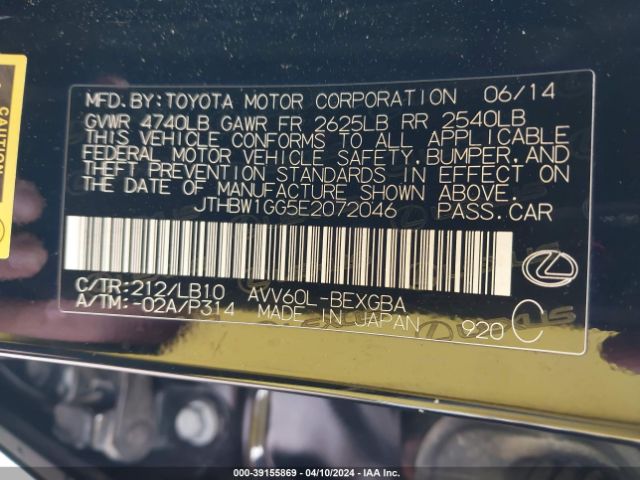 CAUTION
MFD.BY:TOYOTA MOTOR CORPORATION 06/14
GVWR 4740LB GAWR FR 2625LB RR 2540LB
THIS VEHICLE CONFORMS TO ALL APPLICABLE
FEDERAL MOTOR VEHICLE SAFETY,BUMPER,AND
THEFT PREVENTION STANDARDS IN EFFECT ON
THE DATE OF MANUFACTURE SHOWN ABOVE.
JTHBW1GG5E2072046 PASS.CAR
C/TR:212/LB10 AVV60L-BEXGBA
A/TM:-02A/P314 MADE IN JAPAN 920 C
000-39155869 / 04/10/2024 / IAA Inc.